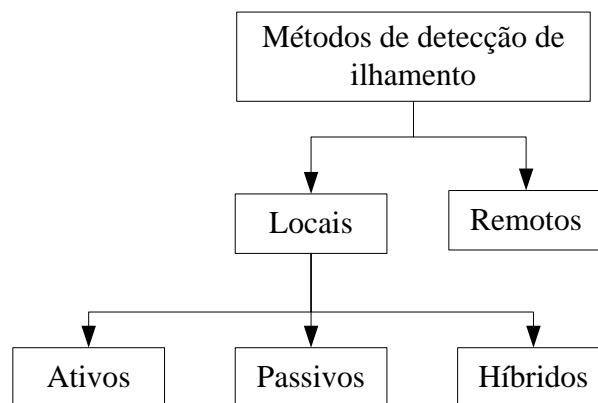 Métodos de detecção de
ilhamento
Locais
Remotos
Ativos
Passivos
Híbridos